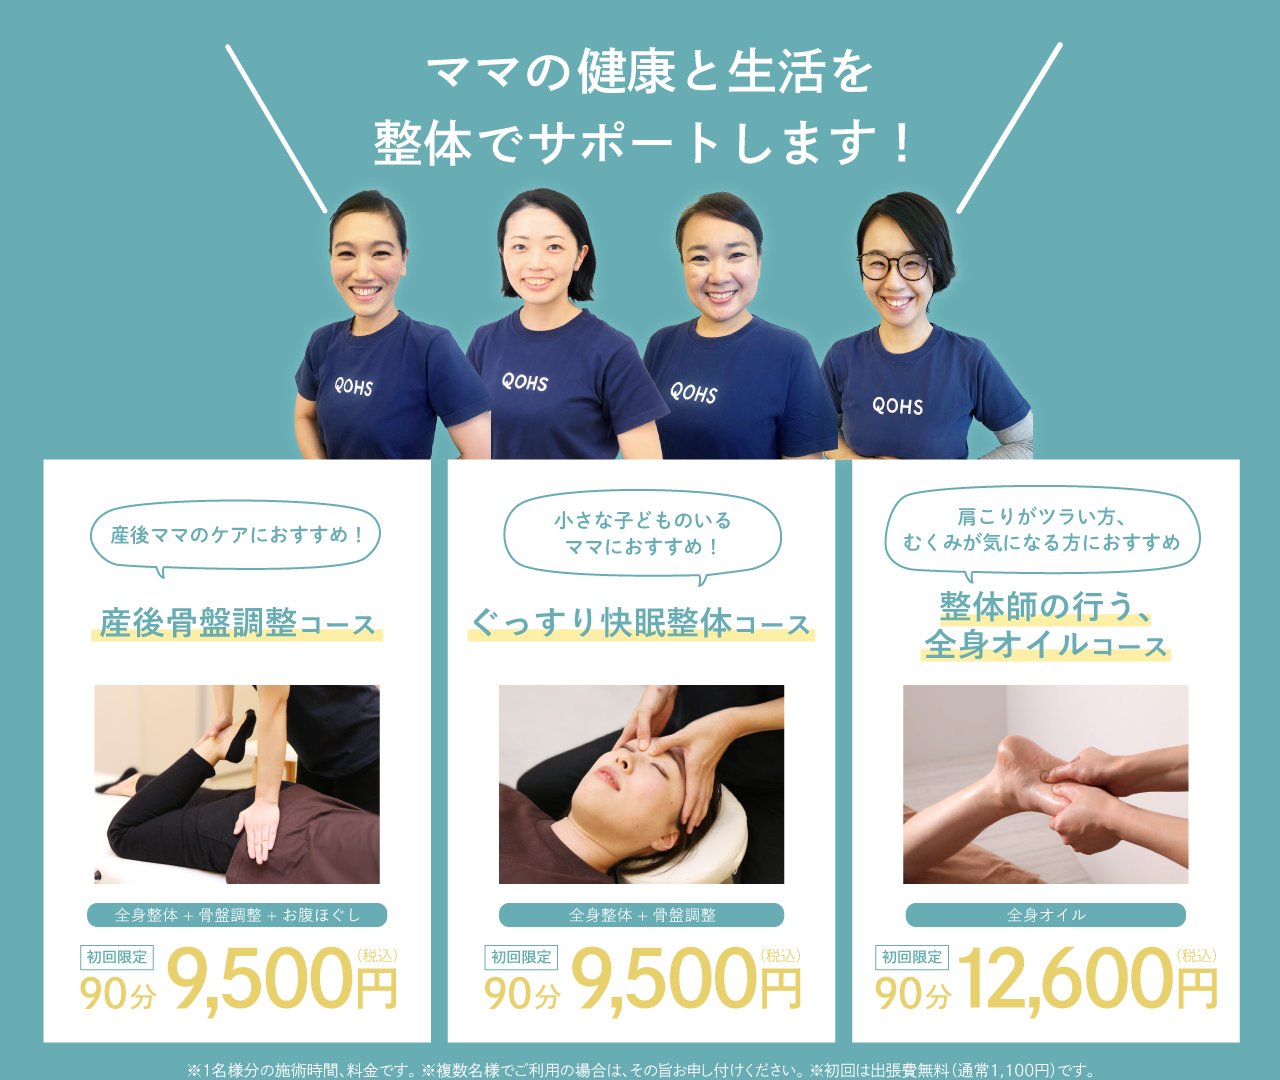 ママの健康と生活を
整体でサポートします！
QOHS
QOHS
QOHS
QOHS
産後ママのケアにおすすめ！
産後骨盤調整コース
全身整体 + 骨盤調整 + お腹ほぐし
初回限定
90分 9,500円(税込)
小さな子どものいる
ママにおすすめ！
ぐっすり快眠整体コース
全身整体 + 骨盤調整
初回限定
90分 9,500円(税込)
肩こりがツラい方、
むくみが気になる方におすすめ
整体師の行う、
全身オイルコース
全身オイル
初回限定
90分 12,600円(税込)
※1名様分の施術時間、料金です。※複数名様でご利用の場合は、その旨お申し付けください。※初回は出張費無料(通常1,100円)です。